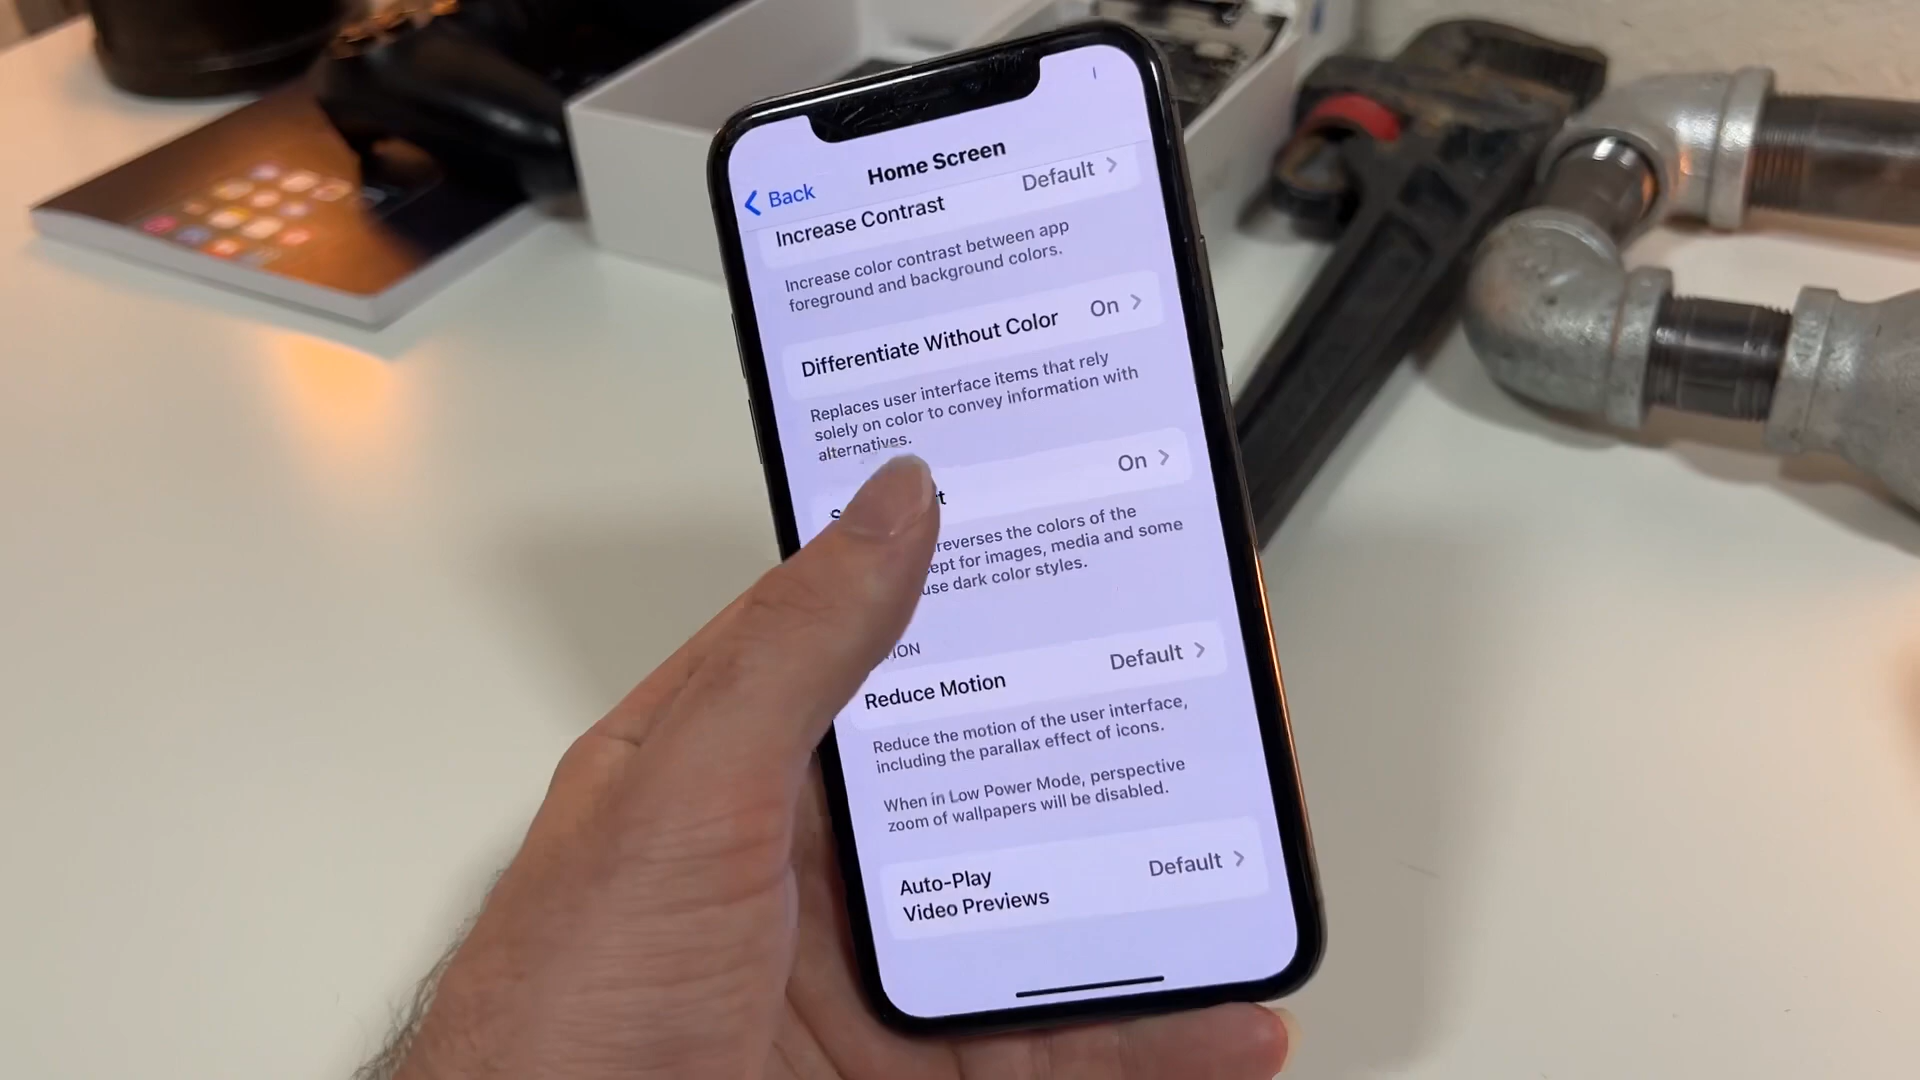 Home Screen
Back
Increase Contrast Default
Increase color contrast between app
foreground and background colors.
Differentiate Without Color On
Replaces user interface items that rely
solely on color to convey information with
alternatives.
On
reverses the colors of the
for images, media and some
use dark color styles.
Reduce Motion Default
Reduce the motion of the user interface,
including the parallax effect of icons.
When in Low Power Mode, perspective
zoom of wallpapers will be disabled.
Auto-Play Default
Video Previews